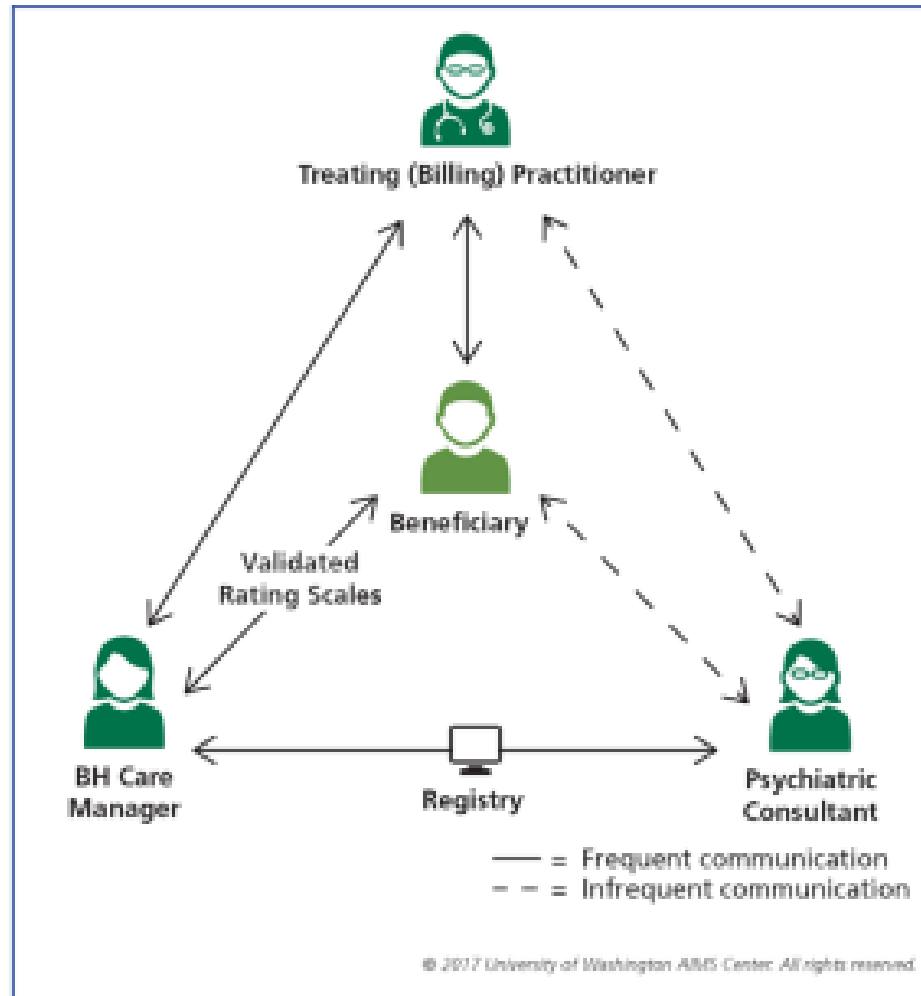 Treating (Billing) Practitioner
Beneficiary
Validated
Rating Scales
BH Care
Manager
Registry
Psychiatric
Consultant
= Frequent communication
= Infrequent communication
© 2017 University of Washington AIMS Center. All rights reserved.